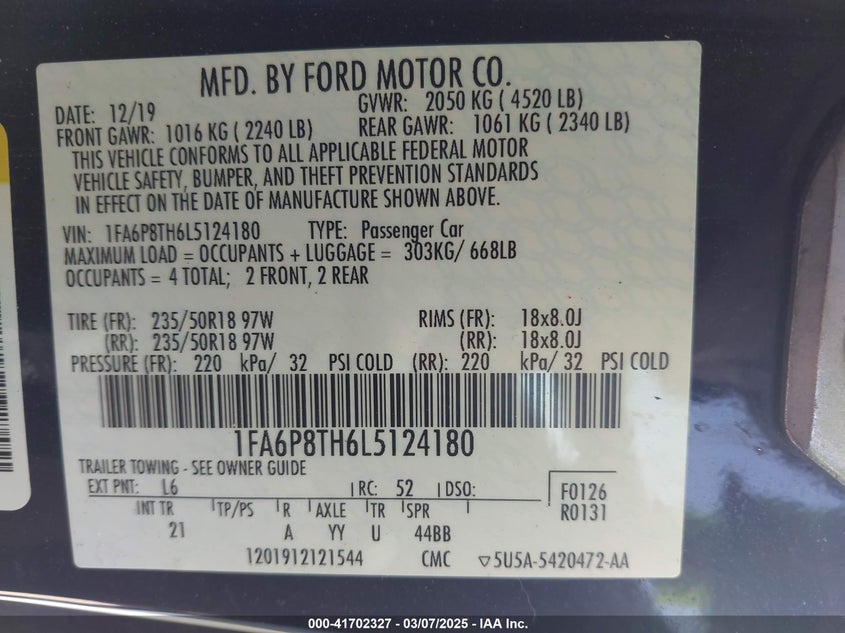 MFD. BY FORD MOTOR CO.
DATE: 12/19 GVWR: 2050 KG ( 4520 LB)
FRONT GAWR: 1016 KG ( 2240 LB) REAR GAWR: 1061 KG ( 2340 LB)
THIS VEHICLE CONFORMS TO ALL APPLICABLE FEDERAL MOTOR
VEHICLE SAFETY, BUMPER, AND THEFT PREVENTION STANDARDS
IN EFFECT ON THE DATE OF MANUFACTURE SHOWN ABOVE.
VIN: 1FA6P8TH6L5124180 TYPE: Passenger Car
MAXIMUM LOAD = OCCUPANTS + LUGGAGE = 303KG/ 668LB
OCCUPANTS = 4 TOTAL; 2 FRONT, 2 REAR
TIRE (FR): 235/50R18 97W RIMS (FR): 18x8.0J
(RR): 235/50R18 97W (RR): 18x8.0J
PRESSURE (FR): 220 kPa/ 32 PSI COLD (RR): 220 kPa/ 32 PSI COLD
1FA6P8TH6L5124180
TRAILER TOWING - SEE OWNER GUIDE
EXT PNT: L6 RC: 52 DSO: F0126
INT TR TP/PS R AXLE TR SPR R0131
21 A YY U 44BB
1201912121544 CMC ▽5U5A-5420472-AA
000-41702327 - 03/07/2025 - IAA Inc.